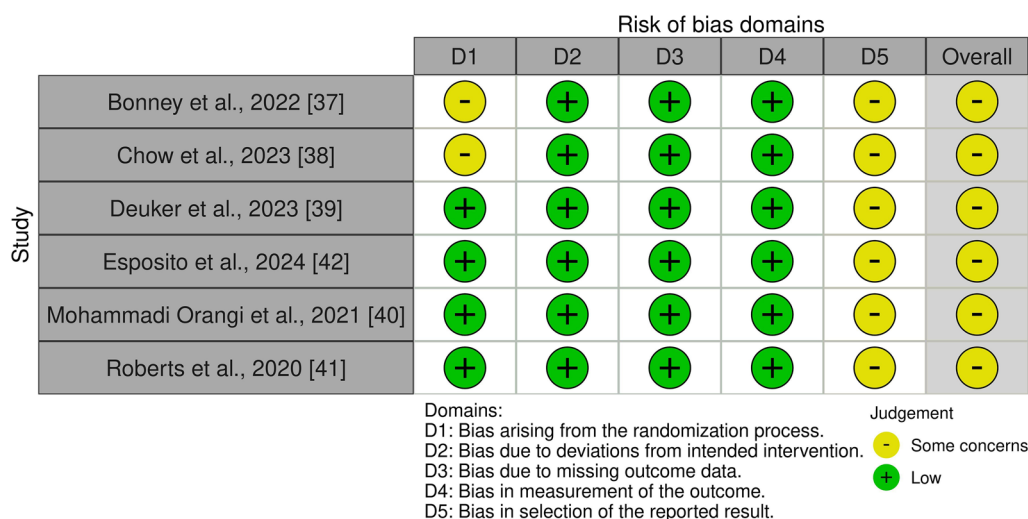 Risk of bias domains
D1 D2 D3 D4 D5 Overall
Study
Bonney et al., 2022 [37] - + + + - -
Chow et al., 2023 [38] - + + + - -
Deuker et al., 2023 [39] + + + + - -
Esposito et al., 2024 [42] + + + + - -
Mohammadi Orangi et al., 2021 [40] + + + + - -
Roberts et al., 2020 [41] + + + + - -
Domains:
D1: Bias arising from the randomization process.
D2: Bias due to deviations from intended intervention.
D3: Bias due to missing outcome data.
D4: Bias in measurement of the outcome.
D5: Bias in selection of the reported result.
Judgement
- Some concerns
+ Low